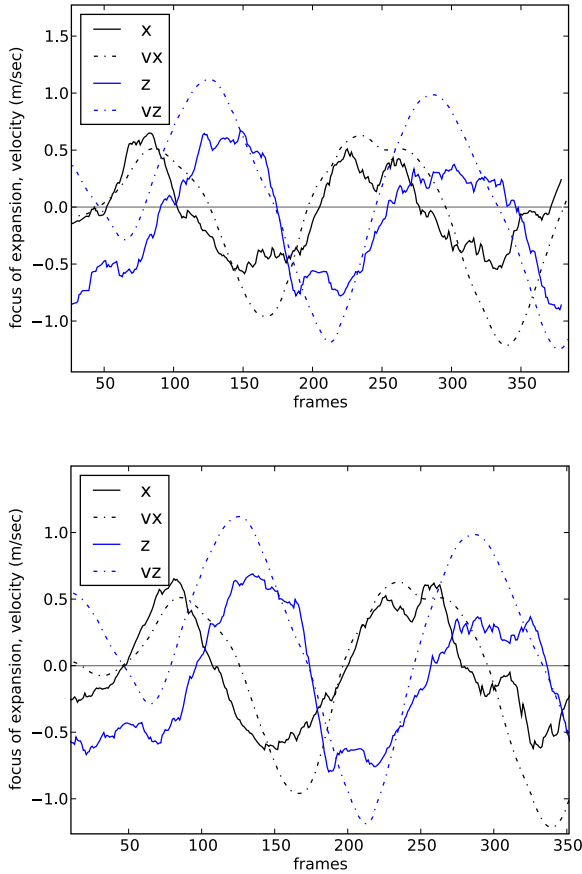 x
vx
z
vz
1.5
1.0
0.5
0.0
−0.5
−1.0
focus of expansion, velocity (m/sec)
50 100 150 200 250 300 350
frames
x
vx
z
vz
1.0
0.5
0.0
−0.5
−1.0
focus of expansion, velocity (m/sec)
50 100 150 200 250 300 350
frames